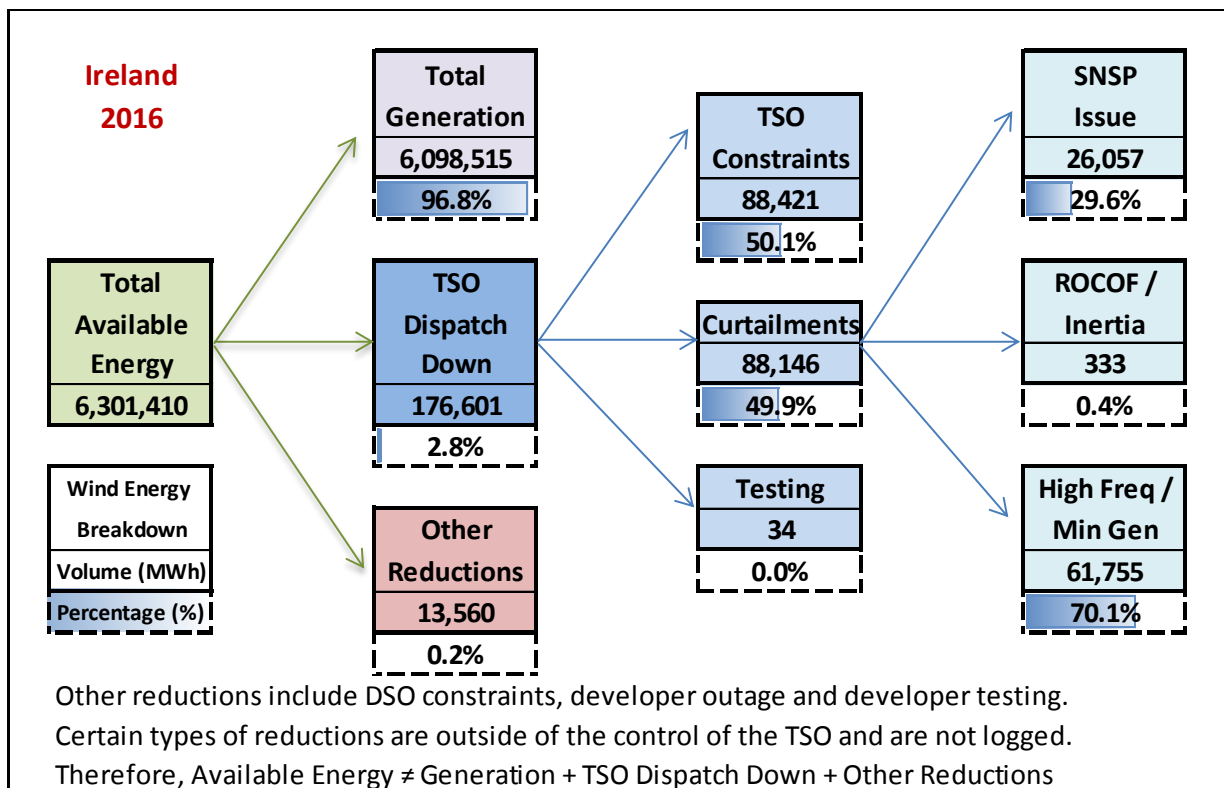 Ireland
2016
Total
Generation
6,098,515
96.8%
Total
Available
Energy
6,301,410
TSO
Dispatch
Down
176,601
2.8%
Other
Reductions
13,560
0.2%
TSO
Constraints
88,421
50.1%
Curtailments
88,146
49.9%
Testing
34
0.0%
SNSP
Issue
26,057
29.6%
ROCOF /
Inertia
333
0.4%
High Freq /
Min Gen
61,755
70.1%
Wind Energy
Breakdown
Volume (MWh)
Percentage (%)
Other reductions include DSO constraints, developer outage and developer testing.
Certain types of reductions are outside of the control of the TSO and are not logged.
Therefore, Available Energy ≠ Generation + TSO Dispatch Down + Other Reductions